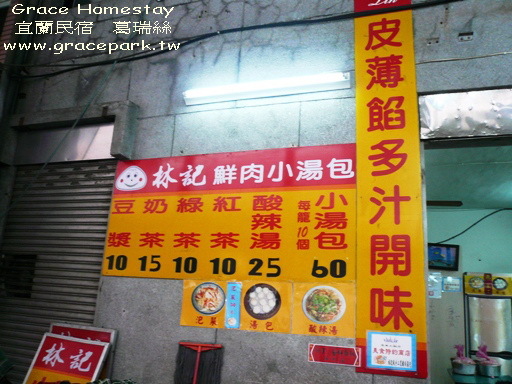 Grace Homestay
宜蘭民宿 葛瑞絲
www.gracepark.tw
皮薄餡多汁開味
林記 鮮肉小湯包
豆漿 10
奶茶 15
綠茶 10
紅茶 10
酸辣湯 25
小湯包 每籠10個 60
泡菜
湯包
酸辣湯
林記